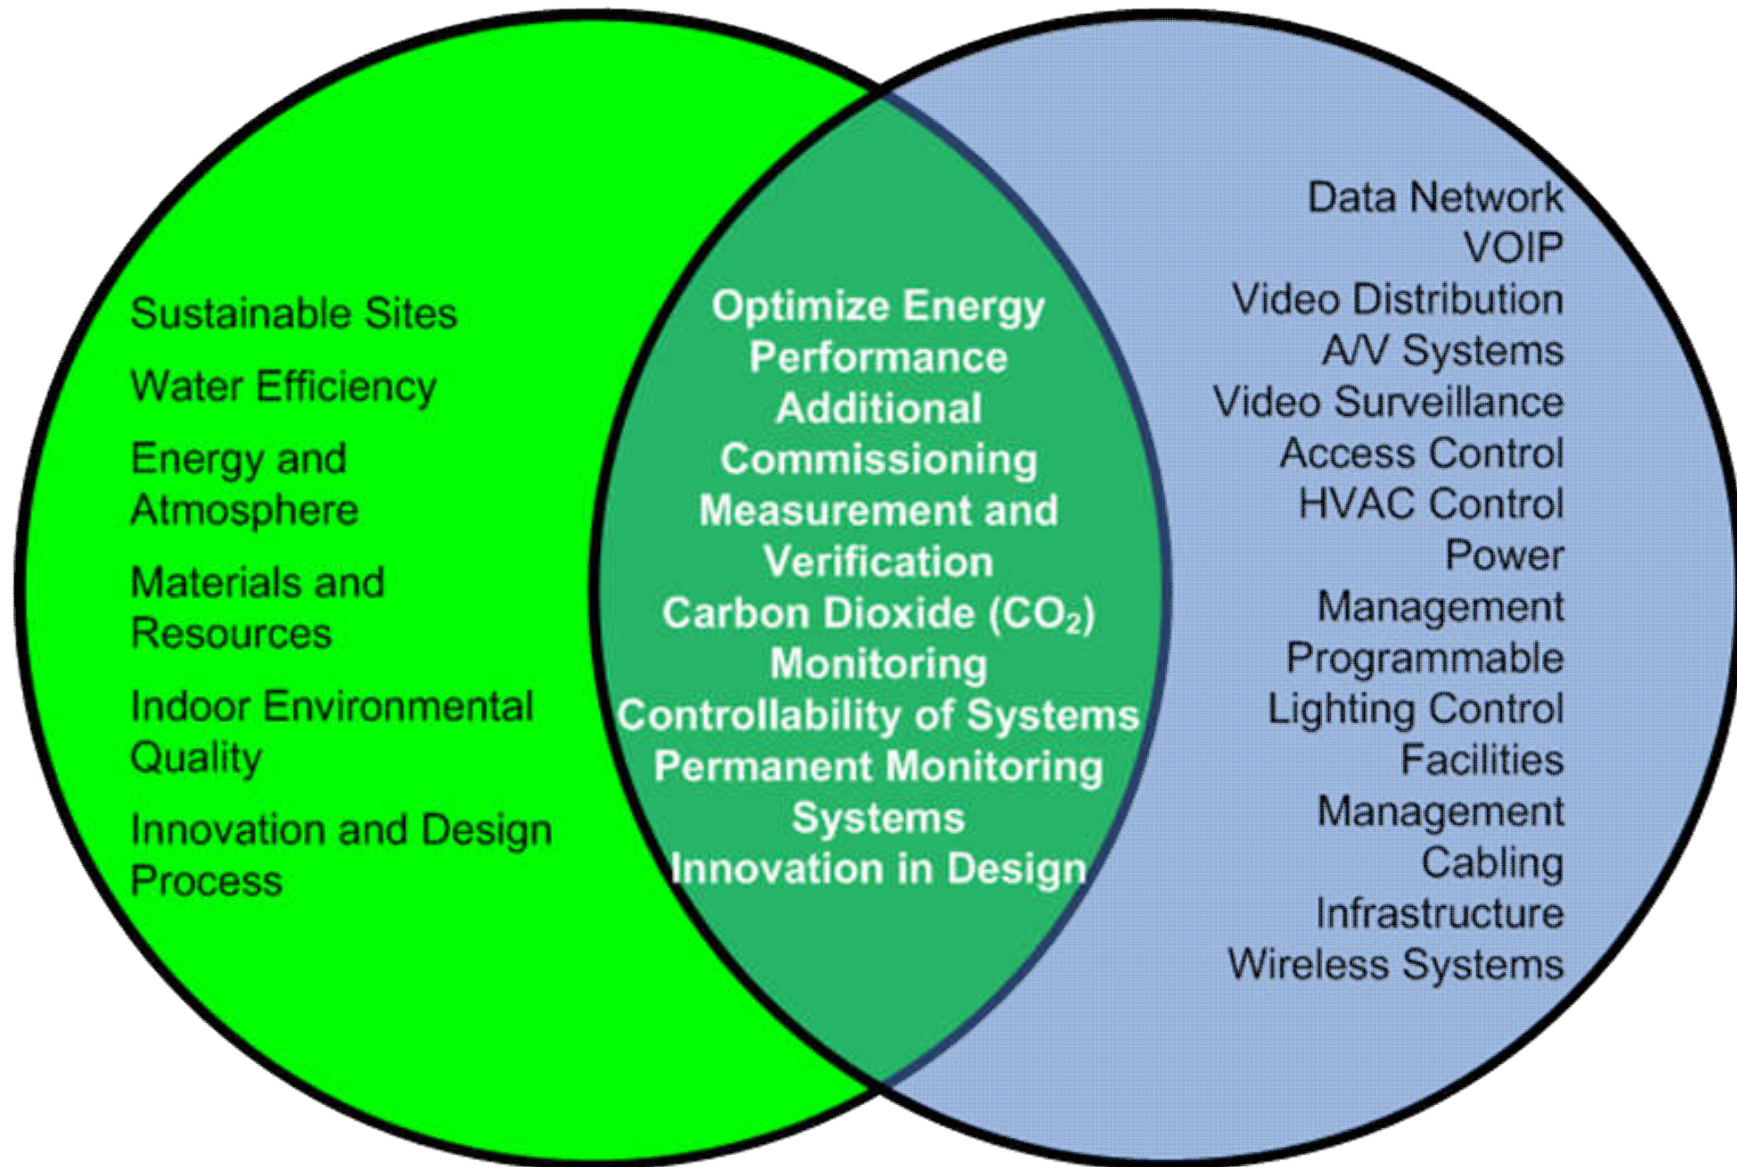 Sustainable Sites
Water Efficiency
Energy and
Atmosphere
Materials and
Resources
Indoor Environmental
Quality
Innovation and Design
Process
Optimize Energy
Performance
Additional
Commissioning
Measurement and
Verification
Carbon Dioxide (CO₂)
Monitoring
Controllability of Systems
Permanent Monitoring
Systems
Innovation in Design
Data Network
VOIP
Video Distribution
A/V Systems
Video Surveillance
Access Control
HVAC Control
Power
Management
Programmable
Lighting Control
Facilities
Management
Cabling
Infrastructure
Wireless Systems